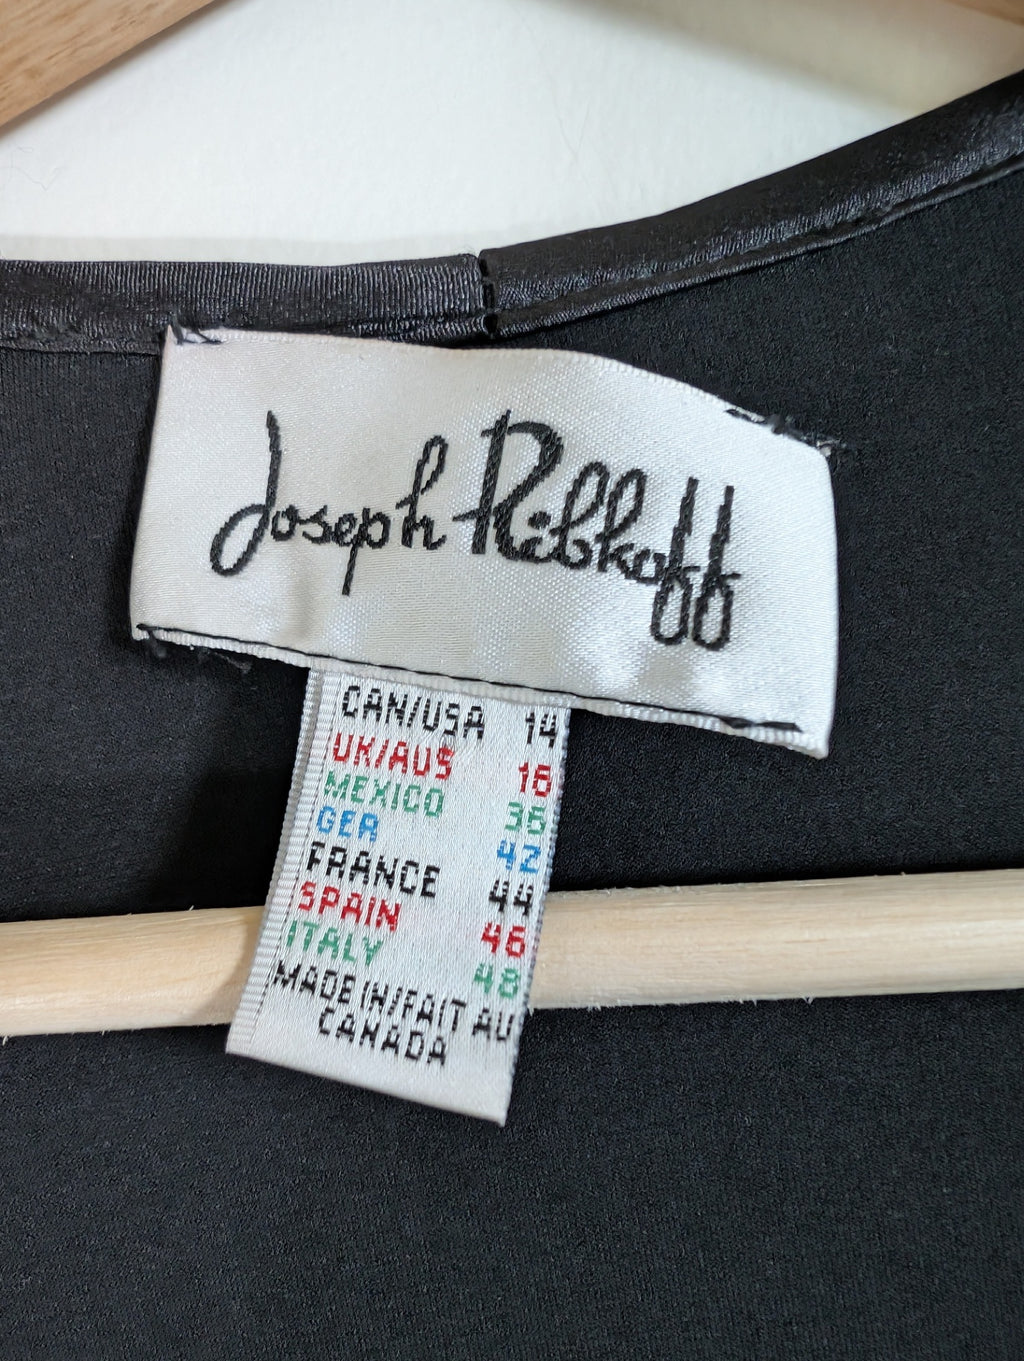 Joseph Ribkoff
CAN/USA 14
UK/AUS 16
MEXICO 36
GER 42
FRANCE 44
SPAIN 46
ITALY 48
MADE IN/FAIT AU
CANADA